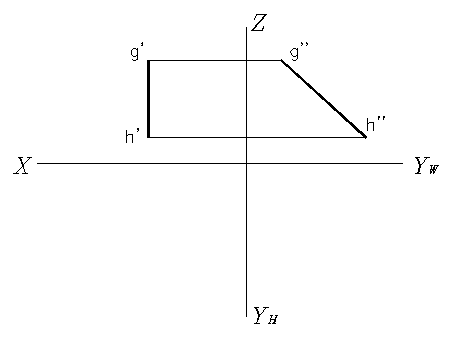 Z
g' g"
h' h"
X Y_W
Y_H